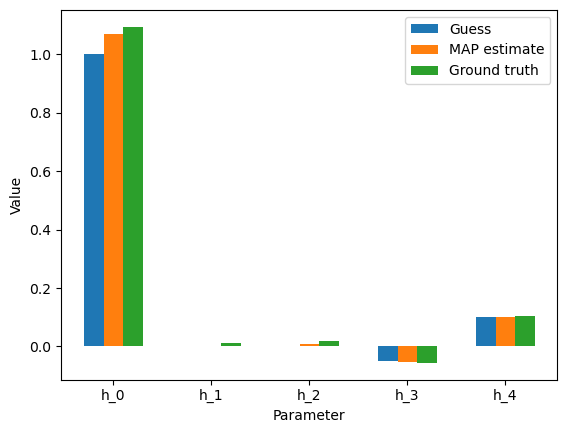 Guess
MAP estimate
Ground truth
1.0
0.8
0.6
0.4
0.2
0.0
Value
h_0 h_1 h_2 h_3 h_4
Parameter